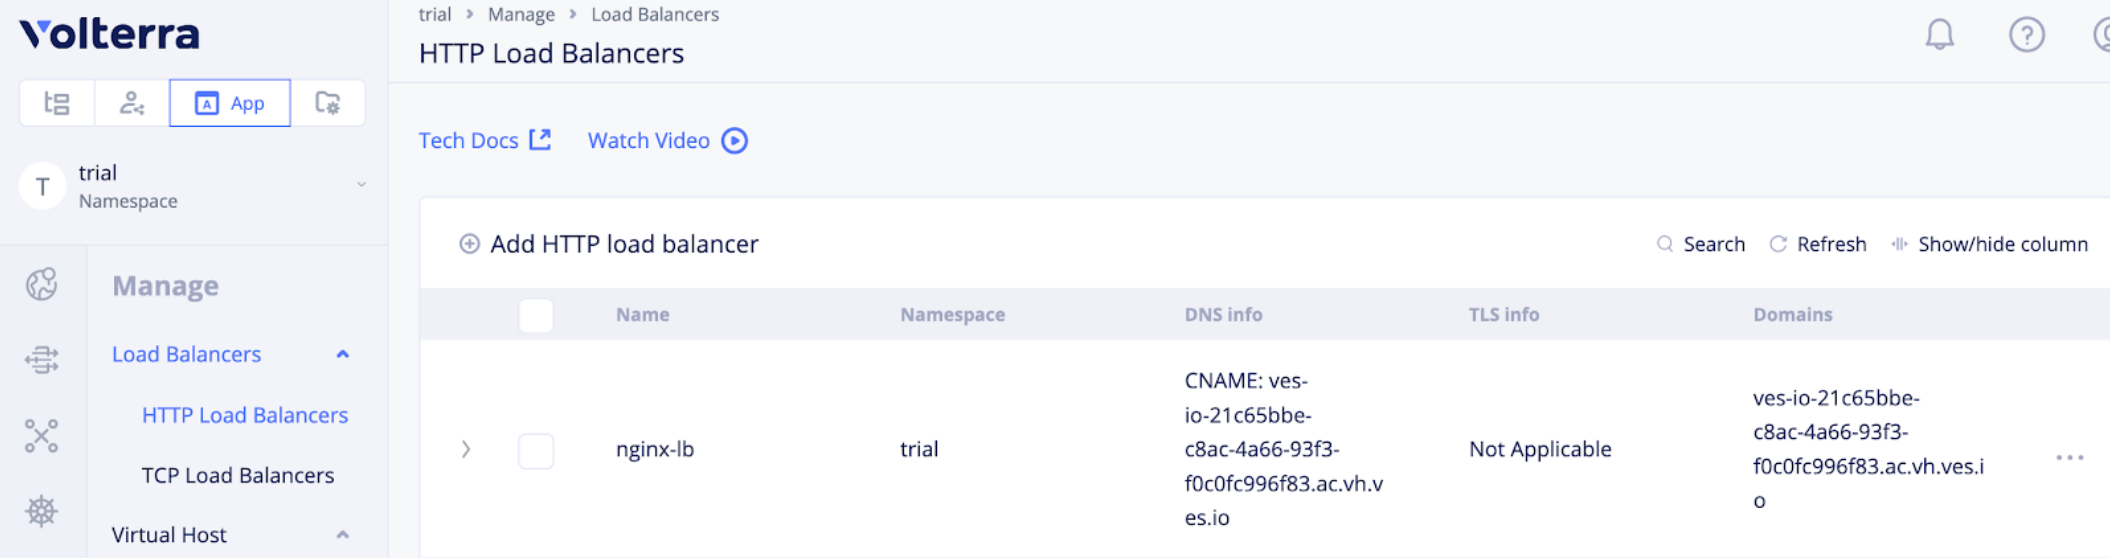 Volterra
trial > Manage > Load Balancers
HTTP Load Balancers
App
T
trial
Namespace
Tech Docs
Watch Video
Add HTTP load balancer
Search
Refresh
Show/hide column
Manage
Load Balancers
HTTP Load Balancers
TCP Load Balancers
Virtual Host
Name
Namespace
DNS info
TLS info
Domains
nginx-lb
trial
CNAME: ves-
io-21c65bbe-
c8ac-4a66-93f3-
f0c0fc996f83.ac.vh.v
es.io
Not Applicable
ves-io-21c65bbe-
c8ac-4a66-93f3-
f0c0fc996f83.ac.vh.ves.i
o